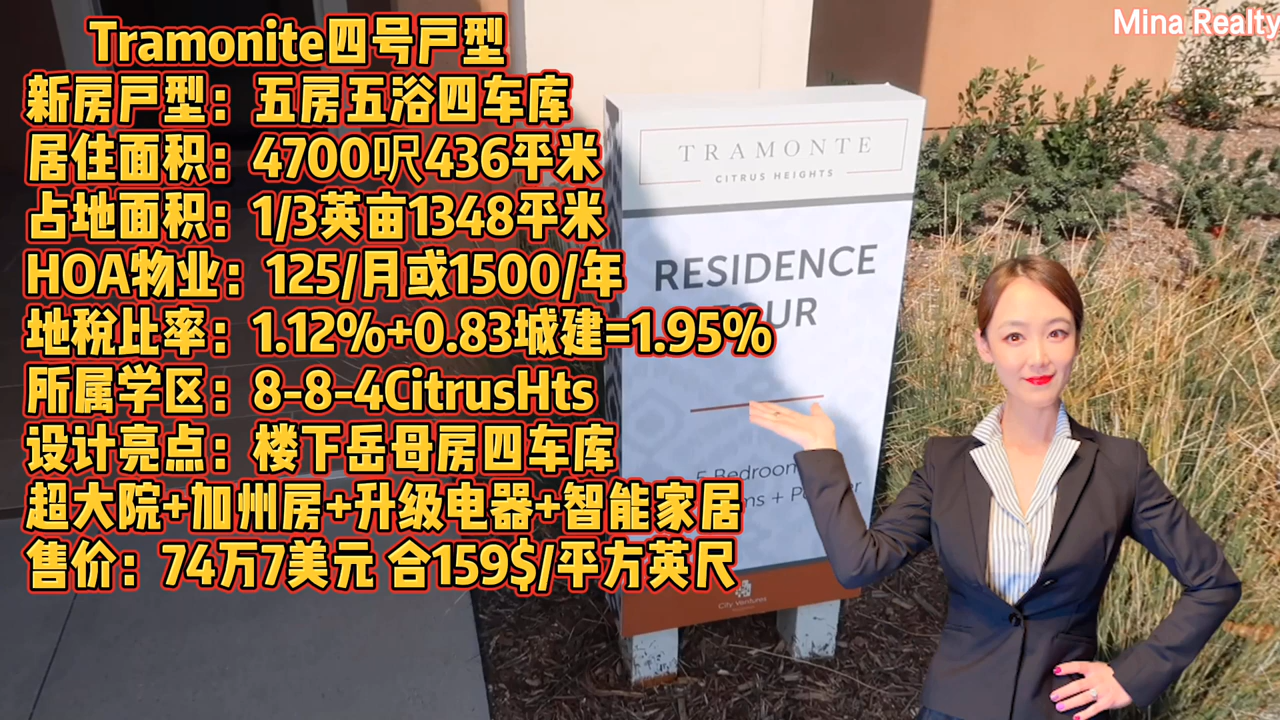 Mina Realty
Tramonite四号戸型
新房戸型：五房五浴四车库
居住面积：4700呎436平米
占地面积：1/3英亩1348平米
HOA物业：125/月或1500/年
地稅比率：1.12%+0.83城建=1.95%
所属学区：8-8-4CitrusHts
设计亮点：楼下岳母房四车库
超大院+加州房+升级电器+智能家居
售价：74万7美元 合159$/平方英尺
TRAMONTE
CITRUS HEIGHTS
RESIDENCE
TOUR
5 Bedroom
City Ventures